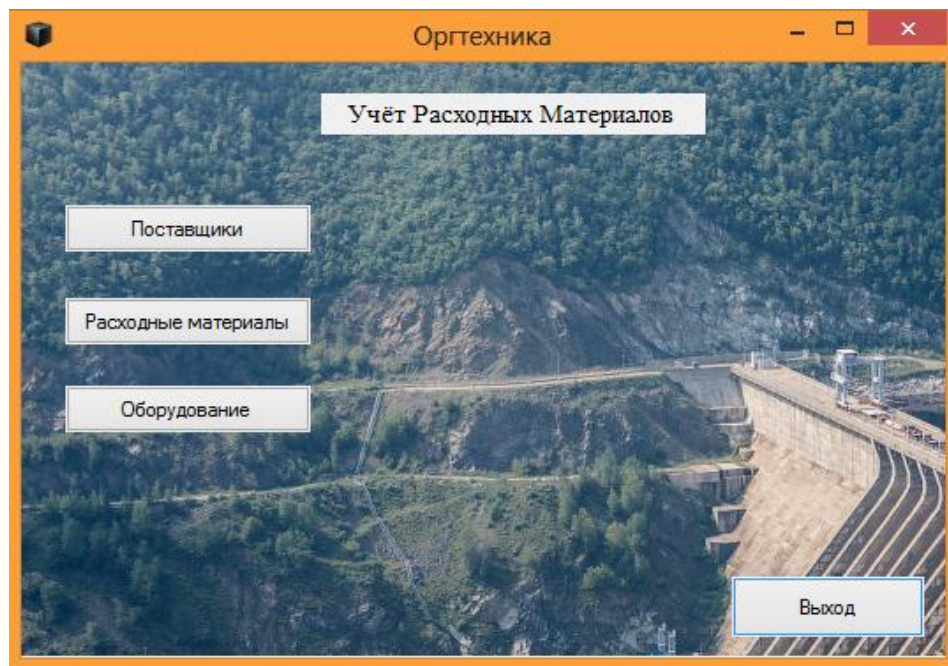 Оргтехника
Учёт Расходных Материалов
Поставщики
Расходные материалы
Оборудование
Выход